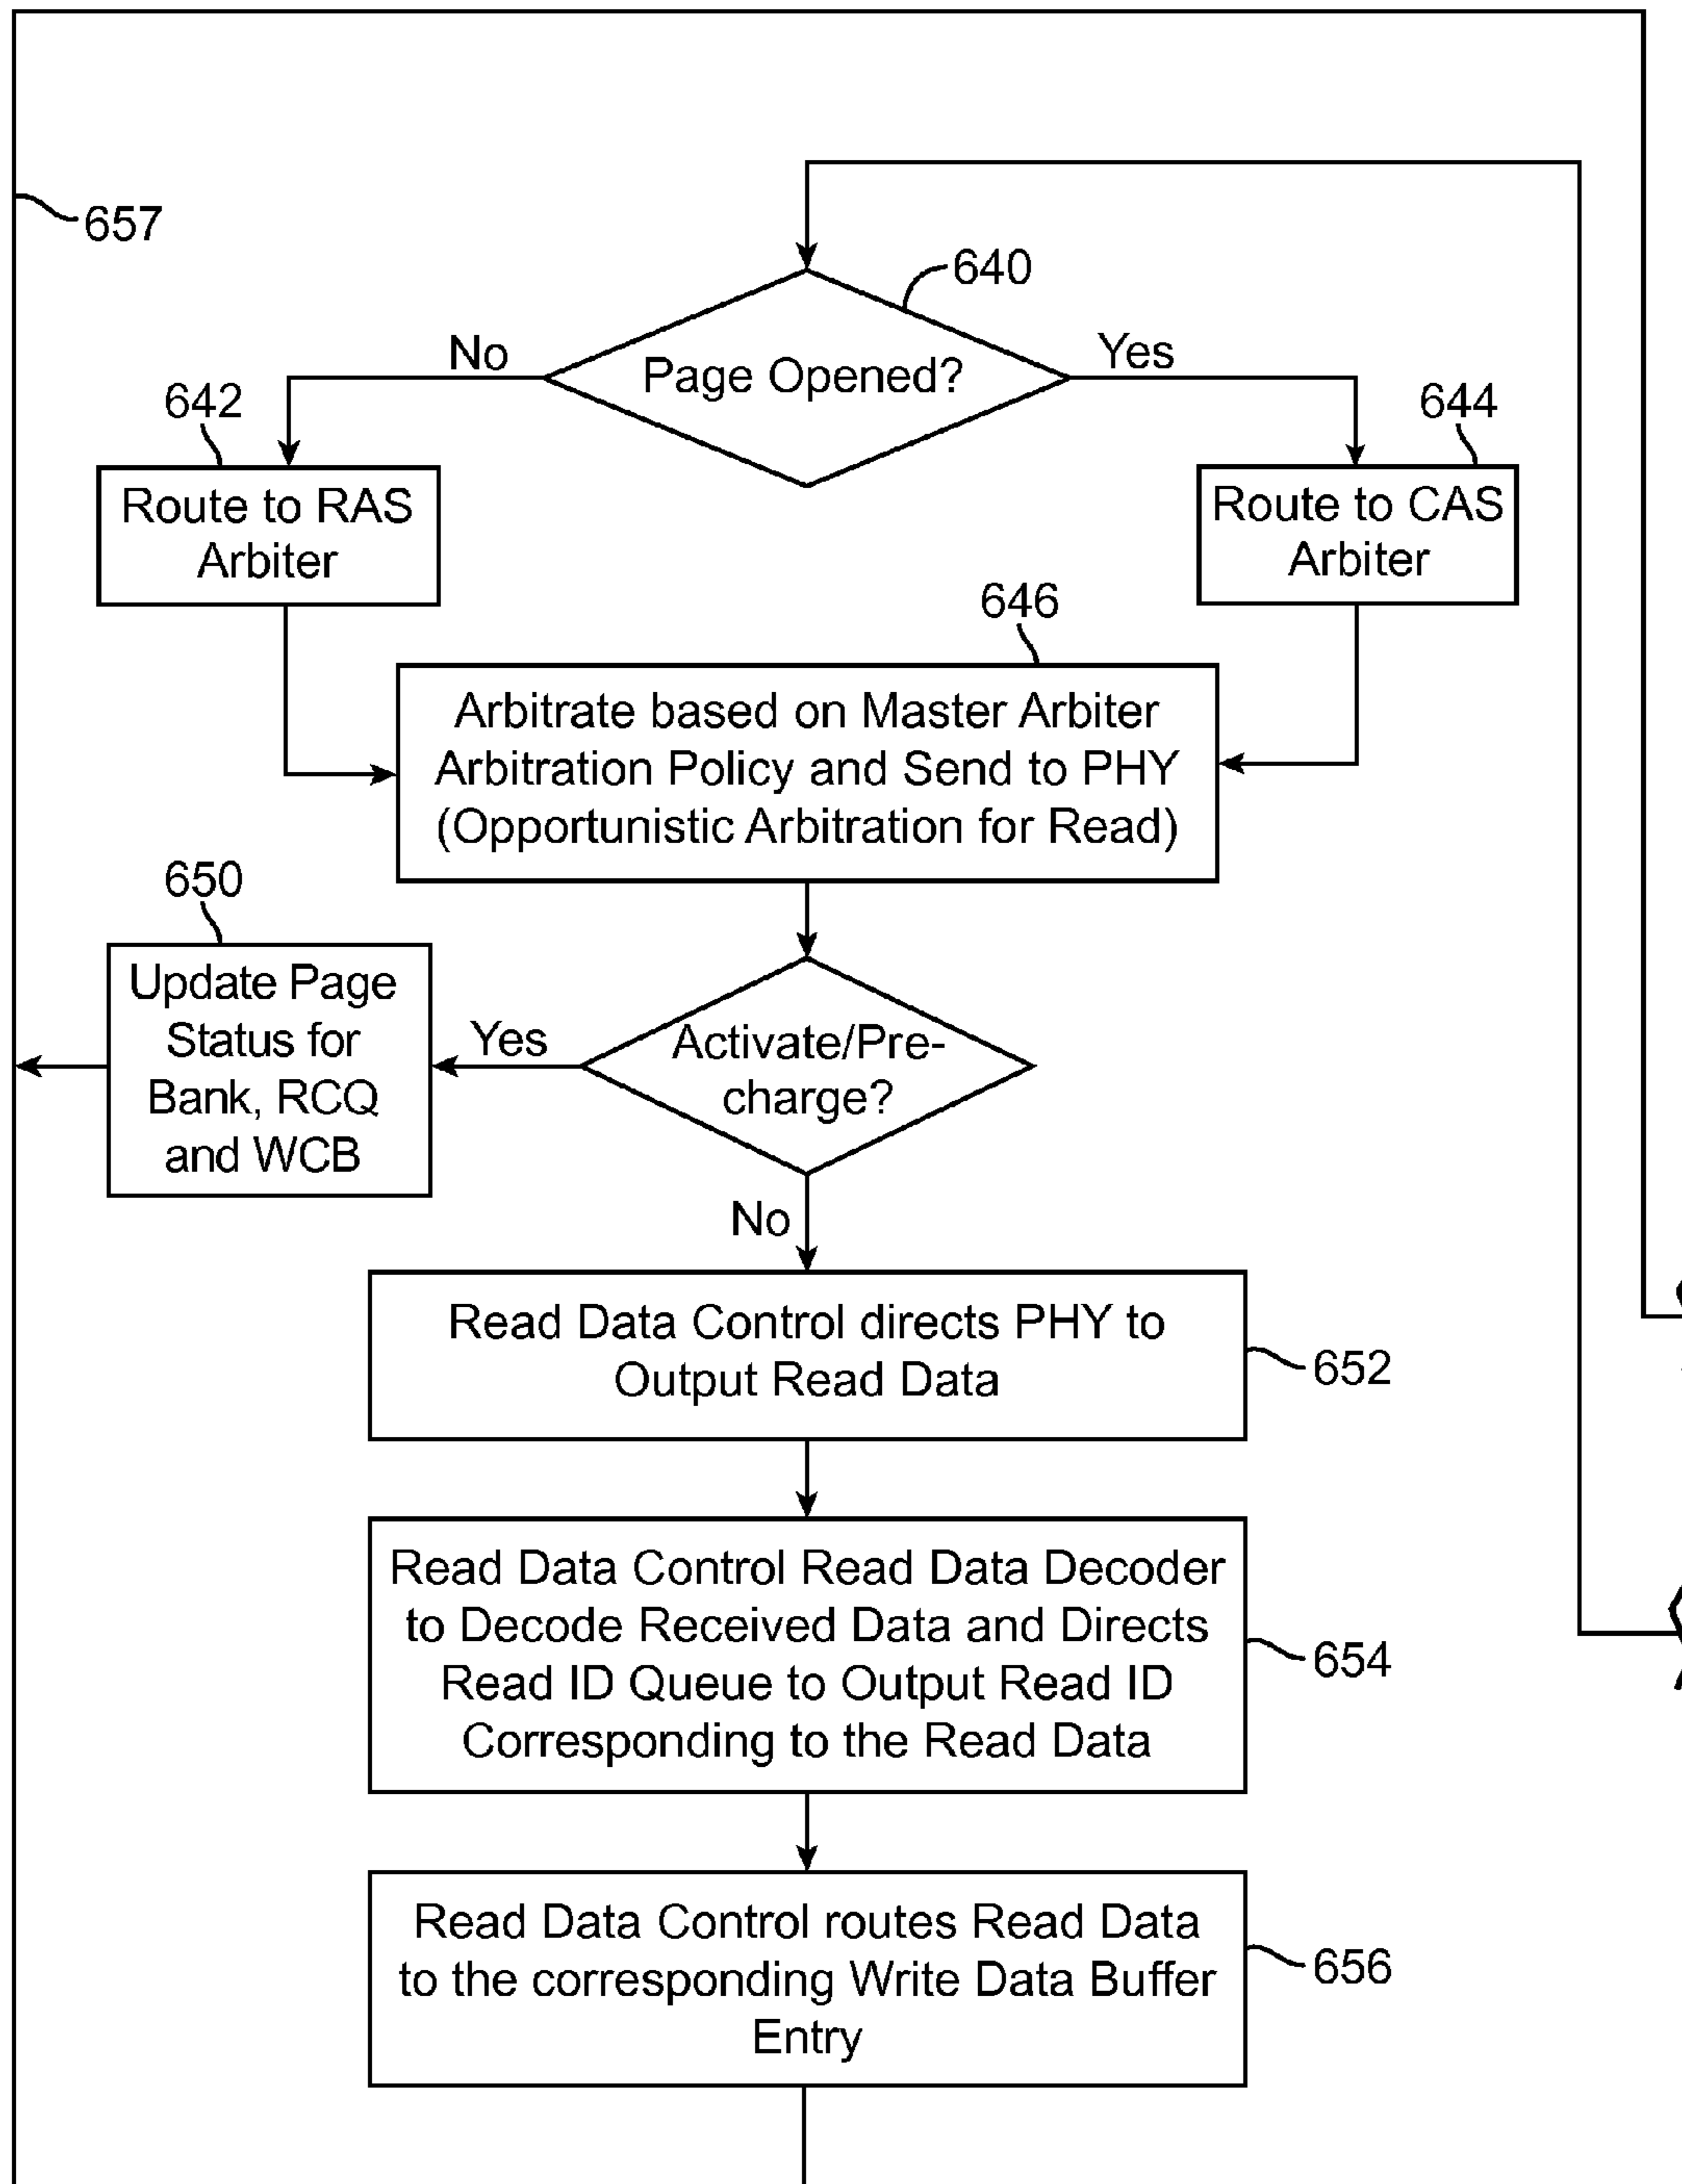 657
640
No
Page Opened?
Yes
642
644
Route to RAS
Arbiter
Route to CAS
Arbiter
646
Arbitrate based on Master Arbiter
Arbitration Policy and Send to PHY
(Opportunistic Arbitration for Read)
650
Update Page
Status for
Bank, RCQ
and WCB
Yes
Activate/Pre-
charge?
No
Read Data Control directs PHY to
Output Read Data
652
Read Data Control Read Data Decoder
to Decode Received Data and Directs
Read ID Queue to Output Read ID
Corresponding to the Read Data
654
Read Data Control routes Read Data
to the corresponding Write Data Buffer
Entry
656